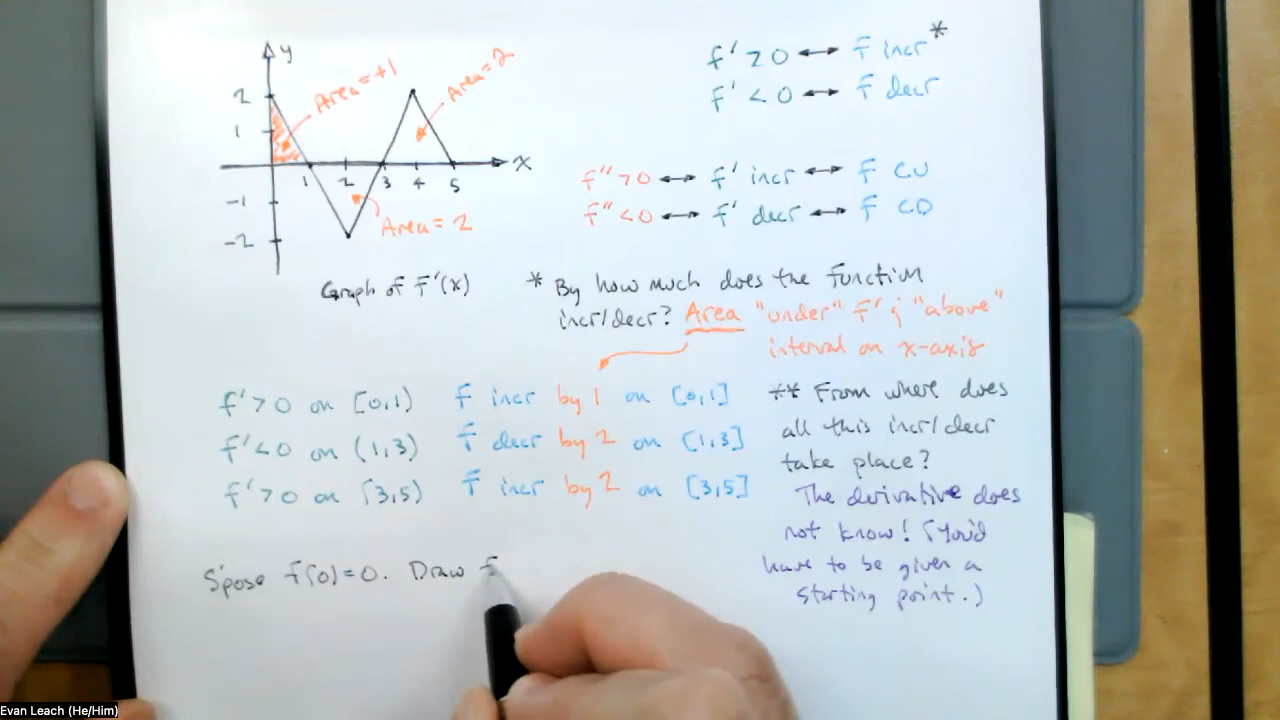 y
2
1
-1
-2
1 2 3 4 5
x
Area = +1
Area = 2
Area = 2
Graph of f'(x)
f' > 0 ↔ f incr*
f' < 0 ↔ f decr
f'' > 0 ↔ f' incr ↔ f CU
f'' < 0 ↔ f' decr ↔ f CD
* By how much does the function
incr/decr? Area "under" f' & "above"
interval on x-axis
f' > 0 on [0,1) f incr by 1 on [0,1]
f' < 0 on (1,3) f decr by 2 on [1,3]
f' > 0 on (3,5) f incr by 2 on [3,5]
** From where does
all this incr/decr
take place?
The derivative does
not know! (You'd
have to be given a
starting point.)
S'pose f(0)=0. Draw f
Evan Leach (He/Him)